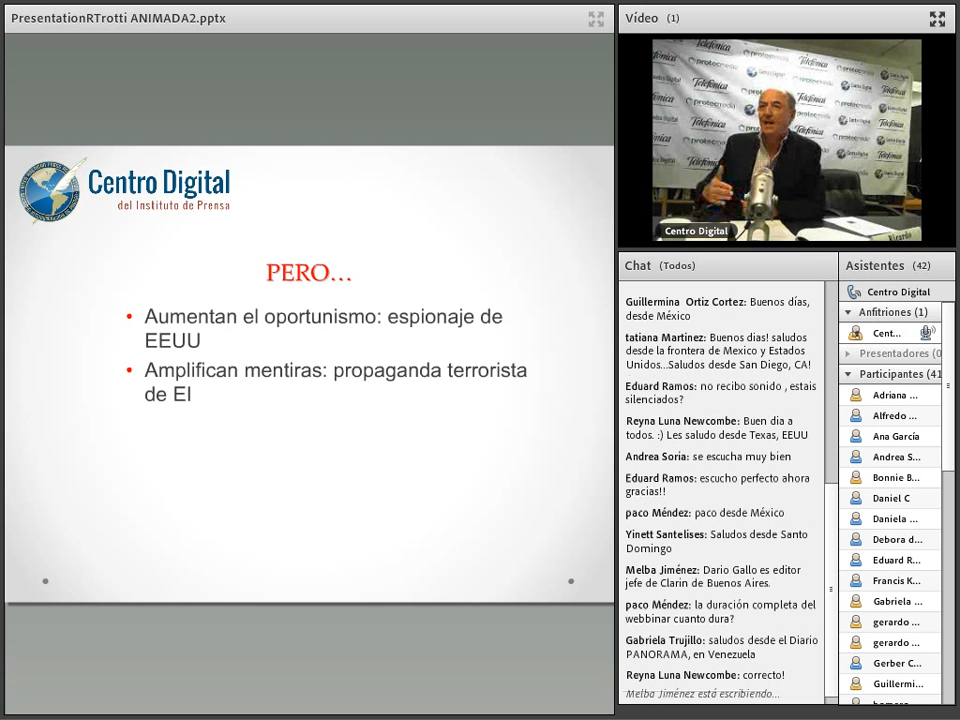 PresentationRTrotti ANIMADA2.pptx
Centro Digital
del Instituto de Prensa
PERO...
• Aumentan el oportunismo: espionaje de
EEUU
• Amplifican mentiras: propaganda terrorista
de EI
Vídeo (1)
Telefónica
protecmedia
Centro Digital
Ricardo
Chat (Todos)
Guillermina Ortiz Cortez: Buenos días,
desde México
tatiana Martinez: Buenos dias! saludos
desde la frontera de Mexico y Estados
Unidos...Saludos desde San Diego, CA!
Eduard Ramos: no recibo sonido , estais
silenciados?
Reyna Luna Newcombe: Buen dia a
todos. :) Les saludo desde Texas, EEUU
Andrea Soria: se escucha muy bien
Eduard Ramos: escucho perfecto ahora
gracias!!
paco Méndez: paco desde México
Yinett Santelises: Saludos desde Santo
Domingo
Melba Jiménez: Dario Gallo es editor
jefe de Clarin de Buenos Aires.
paco Méndez: la duración completa del
webbinar cuanto dura?
Gabriela Trujillo: saludos desde el Diario
PANORAMA, en Venezuela
Reyna Luna Newcombe: correcto!
Melba Jiménez está escribiendo...
Asistentes (42)
Centro Digital
Anfitriones (1)
Cent...
Presentadores (0
Participantes (41
Adriana ...
Alfredo ...
Ana García
Andrea S...
Bonnie B...
Daniel C
Daniela ...
Debora d...
Eduard R...
Francis K...
Gabriela ...
gerardo ...
gerardo ...
Gerber C...
Guillermi...